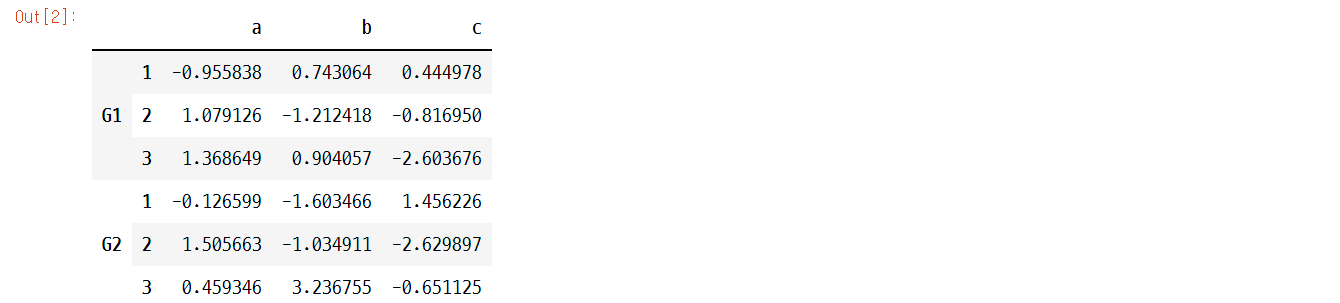 Out[2]:
a b c
1 -0.955838 0.743064 0.444978
G1 2 1.079126 -1.212418 -0.816950
3 1.368649 0.904057 -2.603676
1 -0.126599 -1.603466 1.456226
G2 2 1.505663 -1.034911 -2.629897
3 0.459346 3.236755 -0.651125